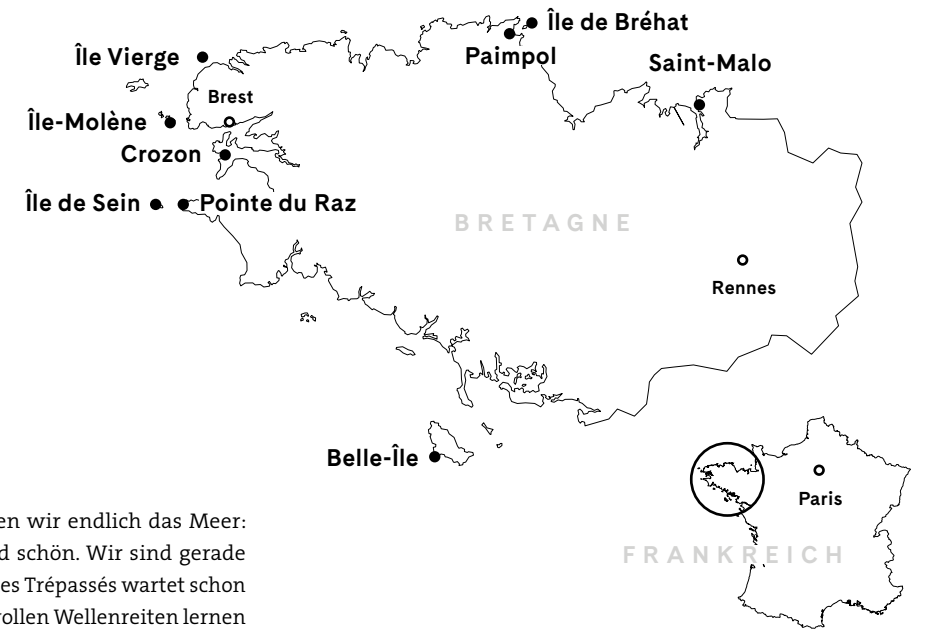 Île de Bréhat
Paimpol
Île Vierge
Saint-Malo
Brest
Île-Molène
Crozon
Île de Sein
Pointe du Raz
BRETAGNE
Rennes
Belle-Île
Paris
FRANKREICH
en wir endlich das Meer:
d schön. Wir sind gerade
es Trépassés wartet schon
vollen Wellenreiten lernen